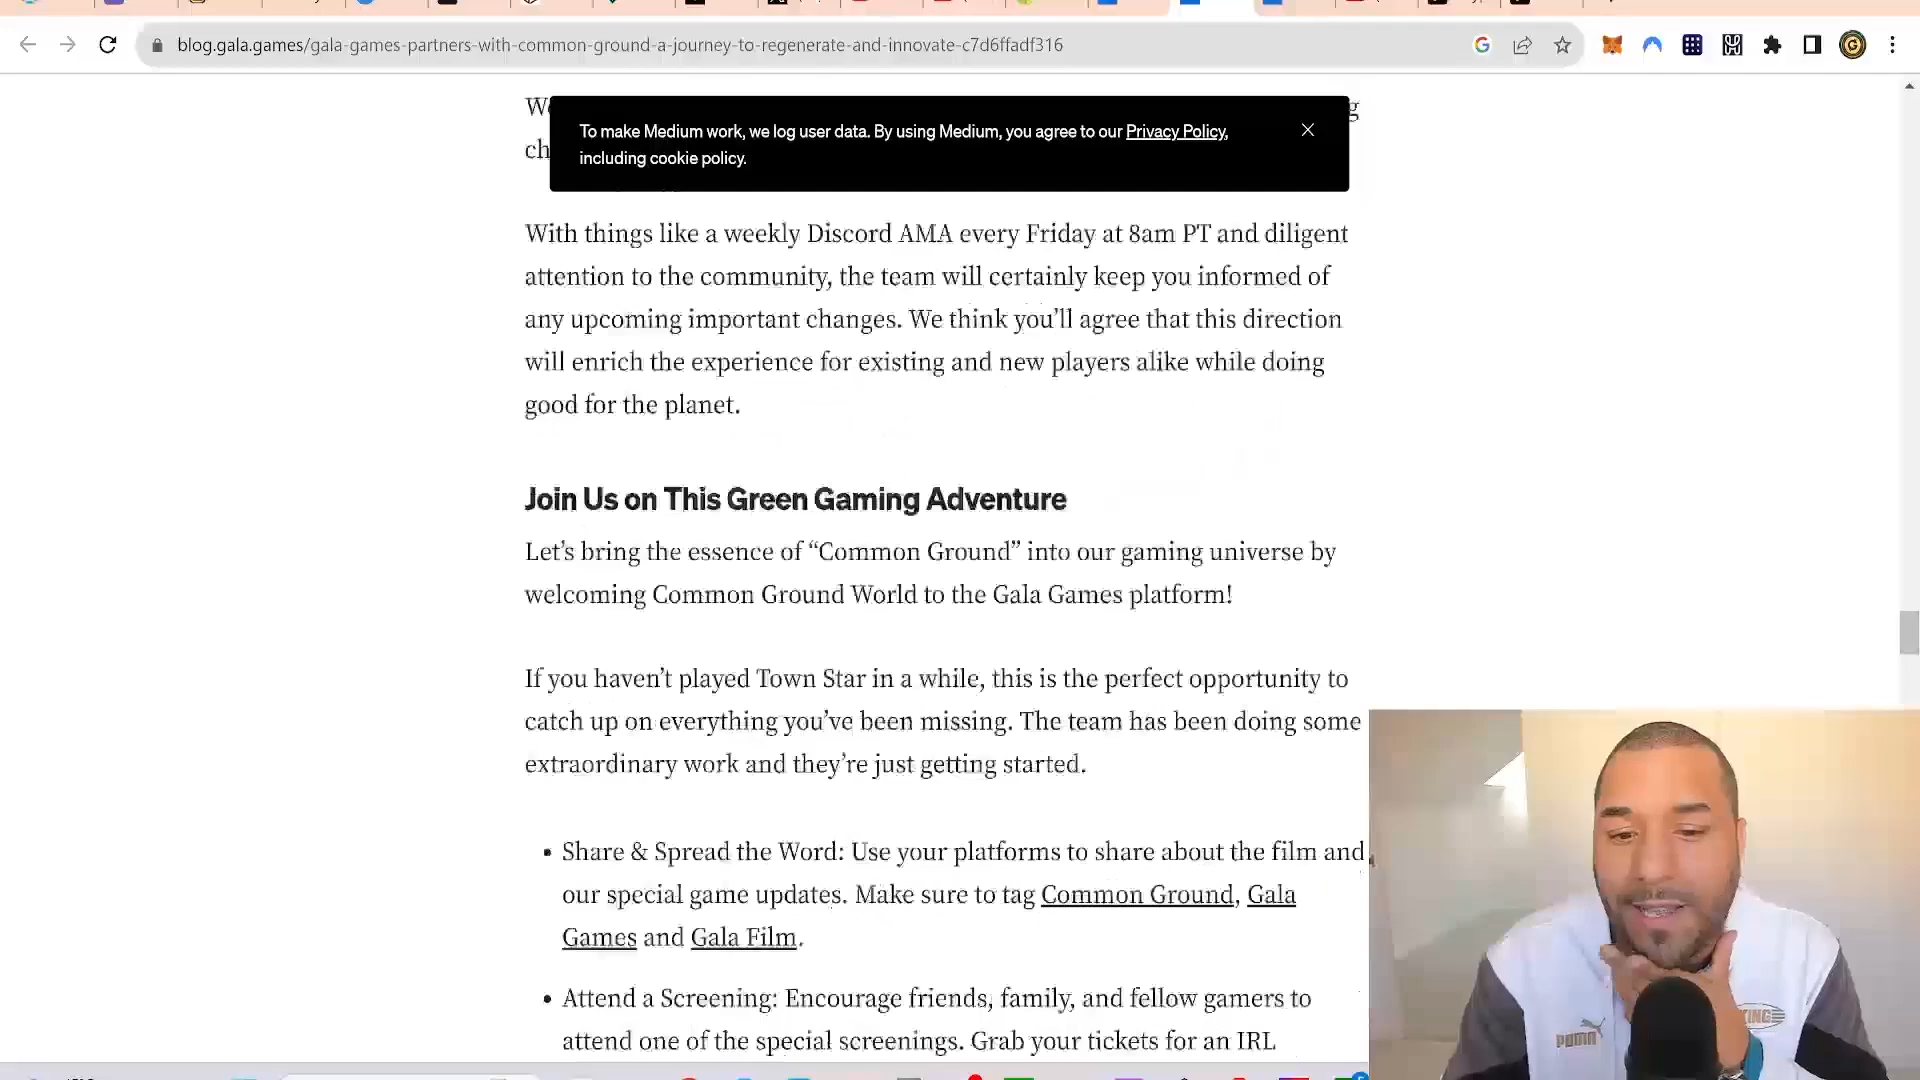 blog.gala.games/gala-games-partners-with-common-ground-a-journey-to-regenerate-and-innovate-c7d6ffadf316
To make Medium work, we log user data. By using Medium, you agree to our Privacy Policy,
including cookie policy.
With things like a weekly Discord AMA every Friday at 8am PT and diligent
attention to the community, the team will certainly keep you informed of
any upcoming important changes. We think you’ll agree that this direction
will enrich the experience for existing and new players alike while doing
good for the planet.
Join Us on This Green Gaming Adventure
Let’s bring the essence of “Common Ground” into our gaming universe by
welcoming Common Ground World to the Gala Games platform!
If you haven’t played Town Star in a while, this is the perfect opportunity to
catch up on everything you’ve been missing. The team has been doing some
extraordinary work and they’re just getting started.
• Share & Spread the Word: Use your platforms to share about the film and
our special game updates. Make sure to tag Common Ground, Gala
Games and Gala Film.
• Attend a Screening: Encourage friends, family, and fellow gamers to
attend one of the special screenings. Grab your tickets for an IRL
PUMA